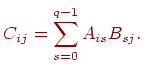 $C_{ij} = \sum_{s=0}^{q-1} A_{is} B_{sj}.$